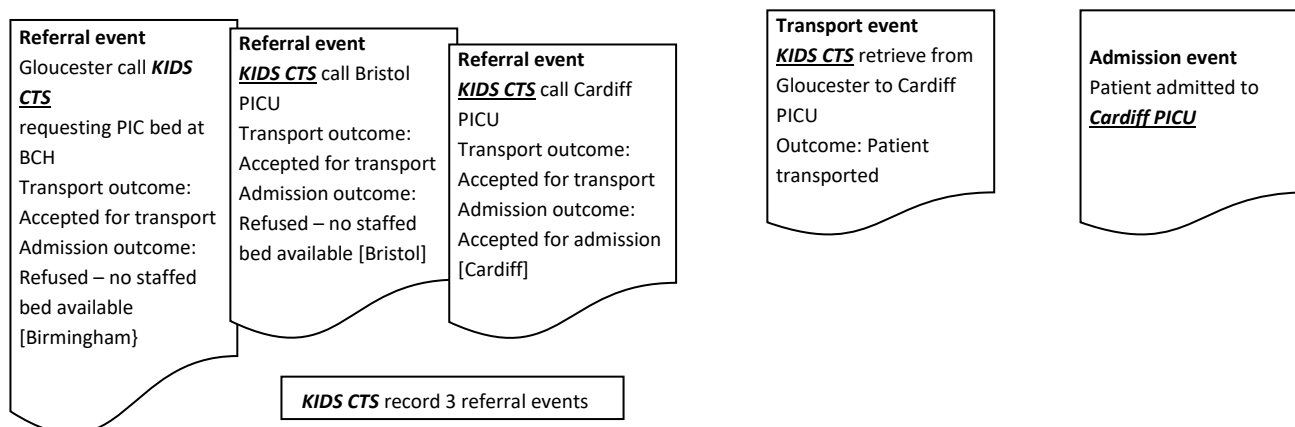 Referral event
Gloucester call KIDS
CTS
requesting PIC bed at
BCH
Transport outcome:
Accepted for transport
Admission outcome:
Refused – no staffed
bed available
[Birmingham}
Referral event
KIDS CTS call Bristol
PICU
Transport outcome:
Accepted for transport
Admission outcome:
Refused – no staffed
bed available [Bristol]
Referral event
KIDS CTS call Cardiff
PICU
Transport outcome:
Accepted for transport
Admission outcome:
Accepted for admission
[Cardiff]
KIDS CTS record 3 referral events
Transport event
KIDS CTS retrieve from
Gloucester to Cardiff
PICU
Outcome: Patient
transported
Admission event
Patient admitted to
Cardiff PICU